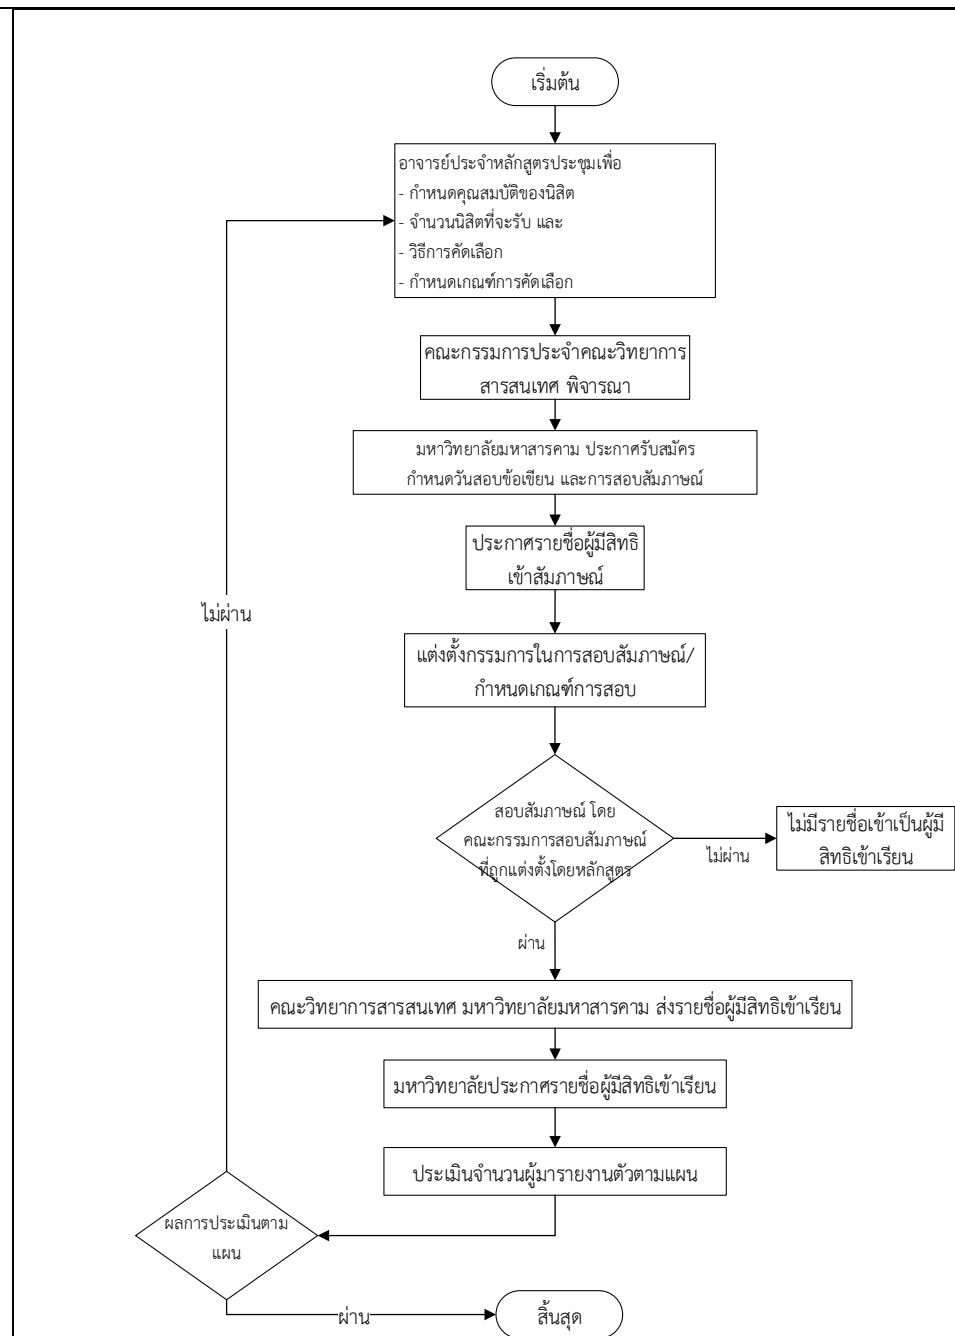 เริ่มต้น
อาจารย์ประจำหลักสูตรประชุมเพื่อ
- กำหนดคุณสมบัติของนิสิต
- จำนวนนิสิตที่จะรับ และ
- วิธีการคัดเลือก
- กำหนดเกณฑ์การคัดเลือก
คณะกรรมการประจำคณะวิทยาการ
สารสนเทศ พิจารณา
มหาวิทยาลัยมหาสารคาม ประกาศรับสมัคร
กำหนดวันสอบข้อเขียน และการสอบสัมภาษณ์
ประกาศรายชื่อผู้มีสิทธิ
เข้าสัมภาษณ์
ไม่ผ่าน
แต่งตั้งกรรมการในการสอบสัมภาษณ์/
กำหนดเกณฑ์การสอบ
สอบสัมภาษณ์ โดย
คณะกรรมการสอบสัมภาษณ์
ที่ถูกแต่งตั้งโดยหลักสูตร
ไม่ผ่าน
ไม่มีรายชื่อเข้าเป็นผู้มี
สิทธิเข้าเรียน
ผ่าน
คณะวิทยาการสารสนเทศ มหาวิทยาลัยมหาสารคาม ส่งรายชื่อผู้มีสิทธิเข้าเรียน
มหาวิทยาลัยประกาศรายชื่อผู้มีสิทธิเข้าเรียน
ประเมินจำนวนผู้มารายงานตัวตามแผน
ผลการประเมินตาม
แผน
ผ่าน
สิ้นสุด